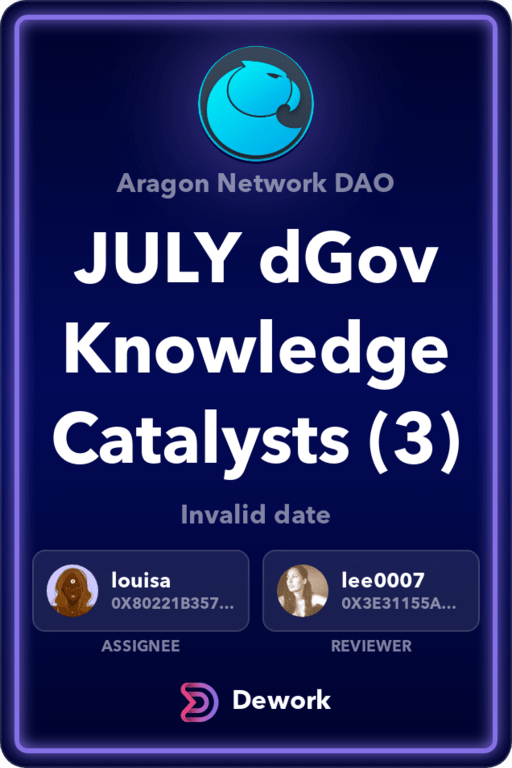 Aragon Network DAO
JULY dGov
Knowledge
Catalysts (3)
Invalid date
louisa
0X80221B357...
ASSIGNEE
lee0007
0X3E31155A...
REVIEWER
Dework